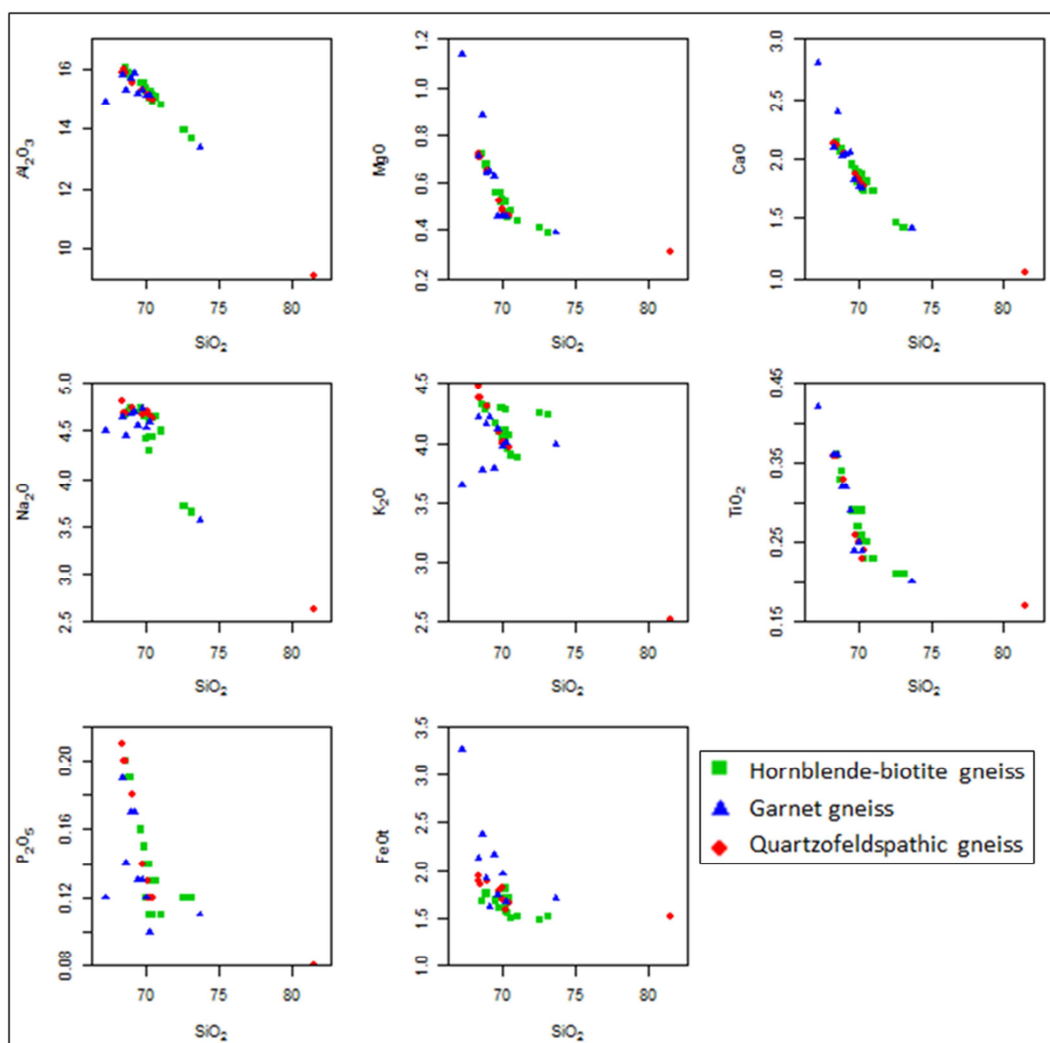 Al₂O₃
10 12 14 16
70 75 80
SiO₂
MgO
0.2 0.4 0.6 0.8 1.0 1.2
70 75 80
SiO₂
CaO
1.0 1.5 2.0 2.5 3.0
70 75 80
SiO₂
Na₂O
2.5 3.0 3.5 4.0 4.5 5.0
70 75 80
SiO₂
K₂O
2.5 3.0 3.5 4.0 4.5
70 75 80
SiO₂
TiO₂
0.15 0.25 0.35 0.45
70 75 80
SiO₂
P₂O₅
0.08 0.12 0.16 0.20
70 75 80
SiO₂
FeOt
1.0 1.5 2.0 2.5 3.0 3.5
70 75 80
SiO₂
Hornblende-biotite gneiss
Garnet gneiss
Quartzofeldspathic gneiss